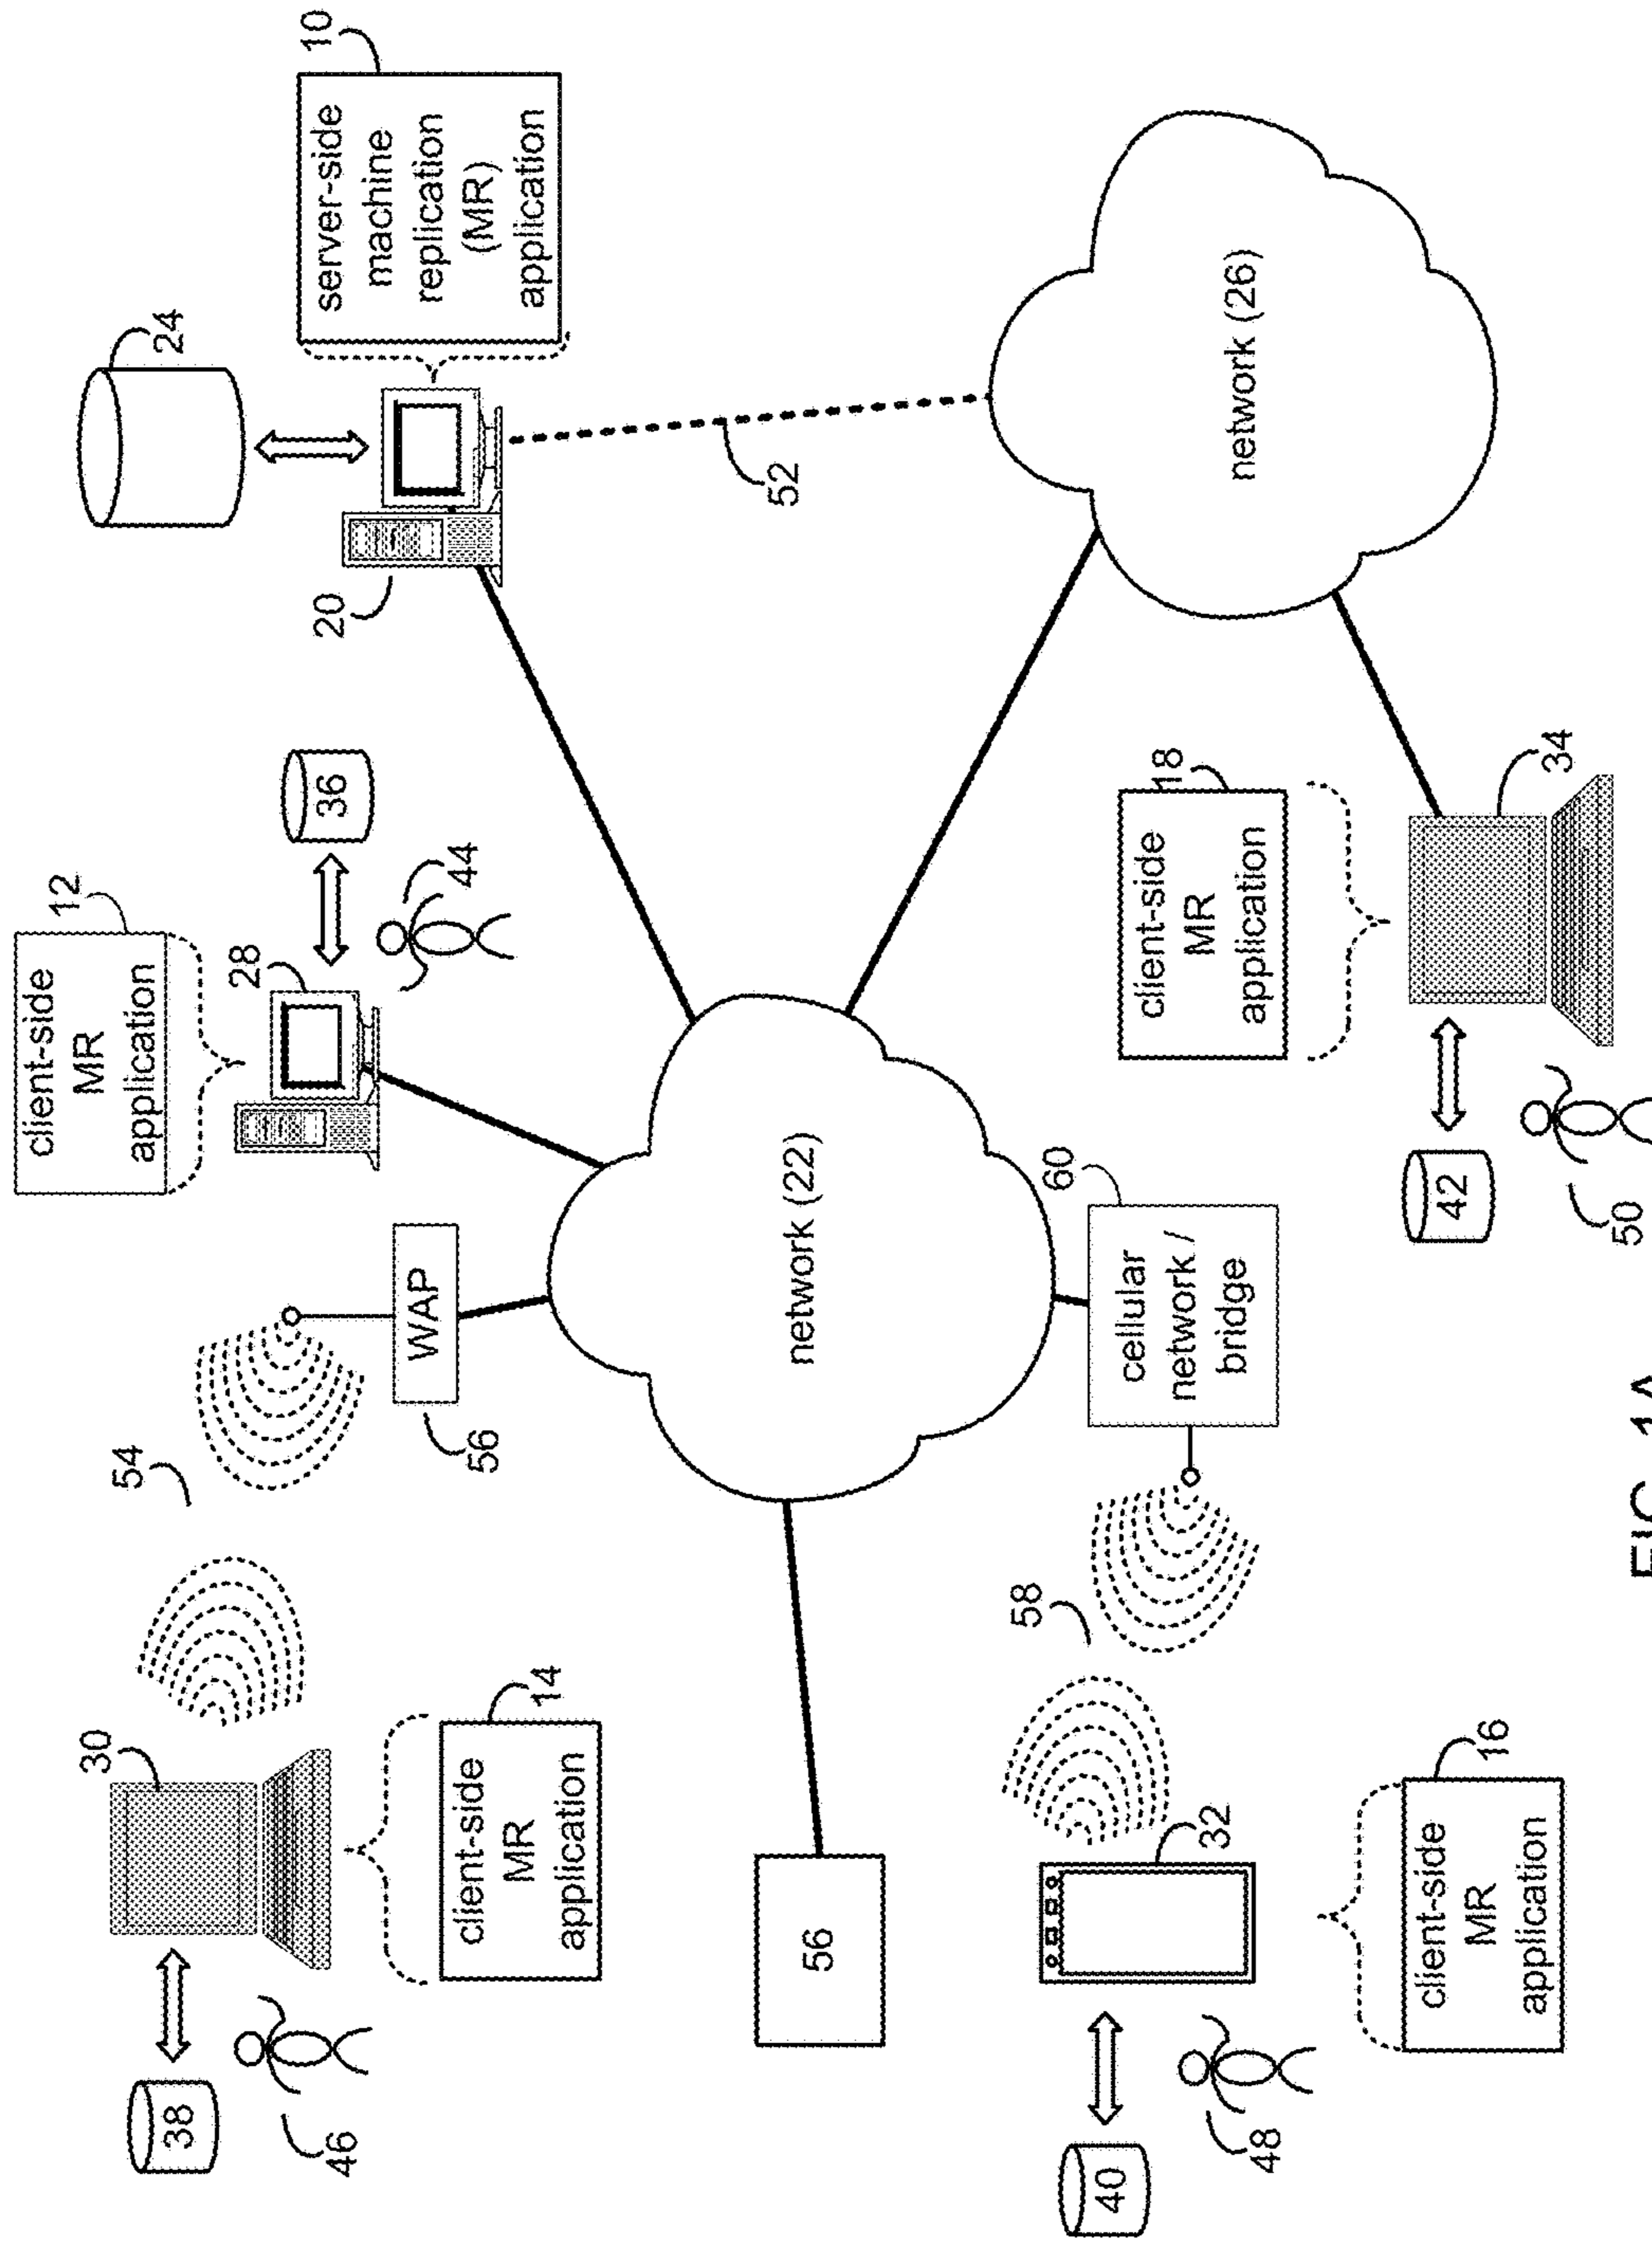 38
46
30
client-side
MR
application
14
54
WAP
56
client-side
MR
application
12
28
36
44
20
24
server-side
machine
replication
(MR)
application
10
56
network (22)
52
40
48
32
client-side
MR
application
16
58
cellular
network /
bridge
60
42
50
client-side
MR
application
18
34
network (26)
FIG. 1A